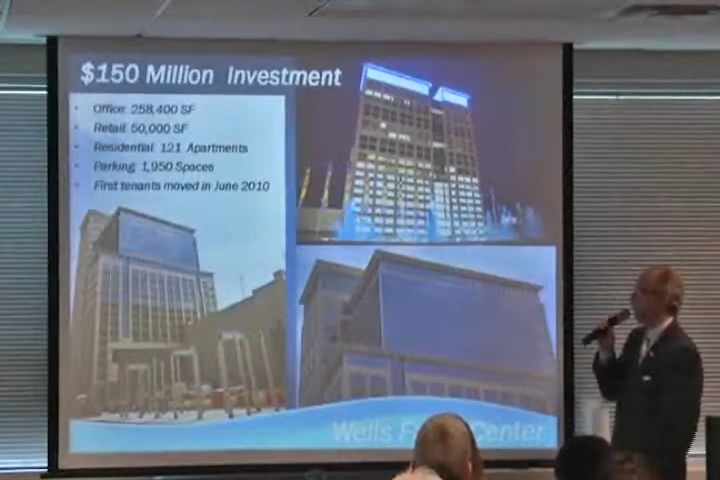 $150 Million Investment
• Office: 258,400 SF
• Retail: 50,000 SF
• Residential: 121 Apartments
• Parking: 1,950 Spaces
• First tenants moved in June 2010
Wells F Center